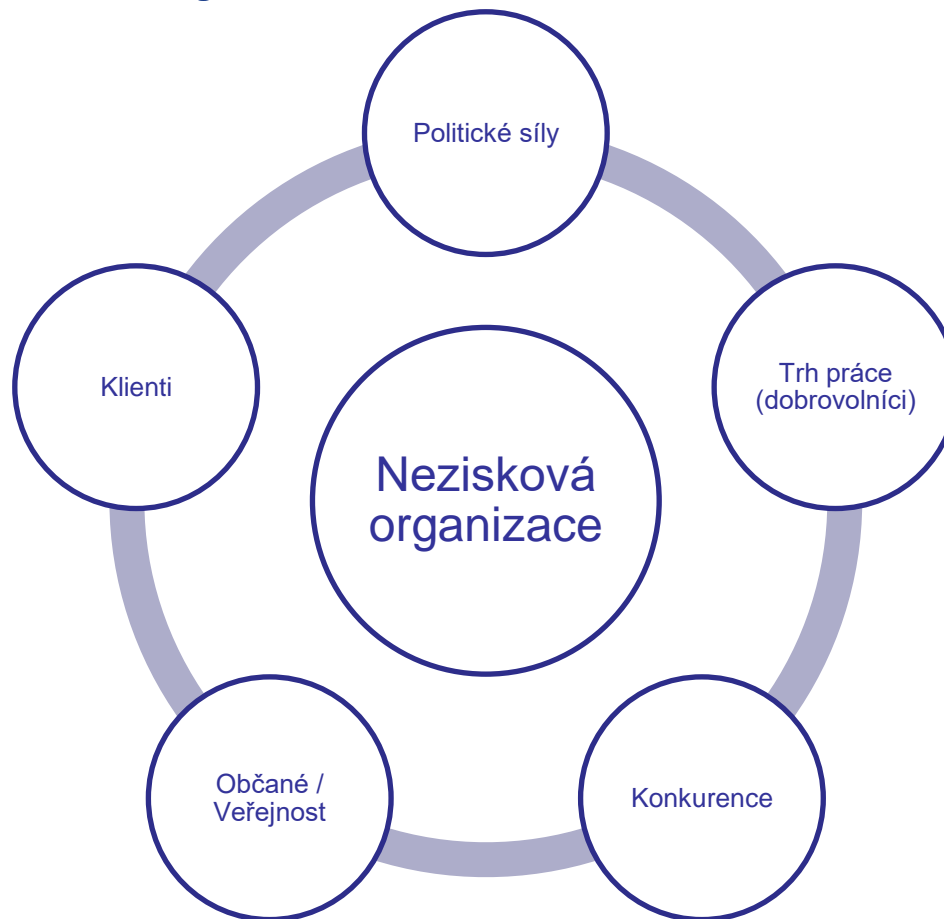 Politické síly
Klienti
Trh práce
(dobrovolníci)
Nezisková
organizace
Občané /
Veřejnost
Konkurence